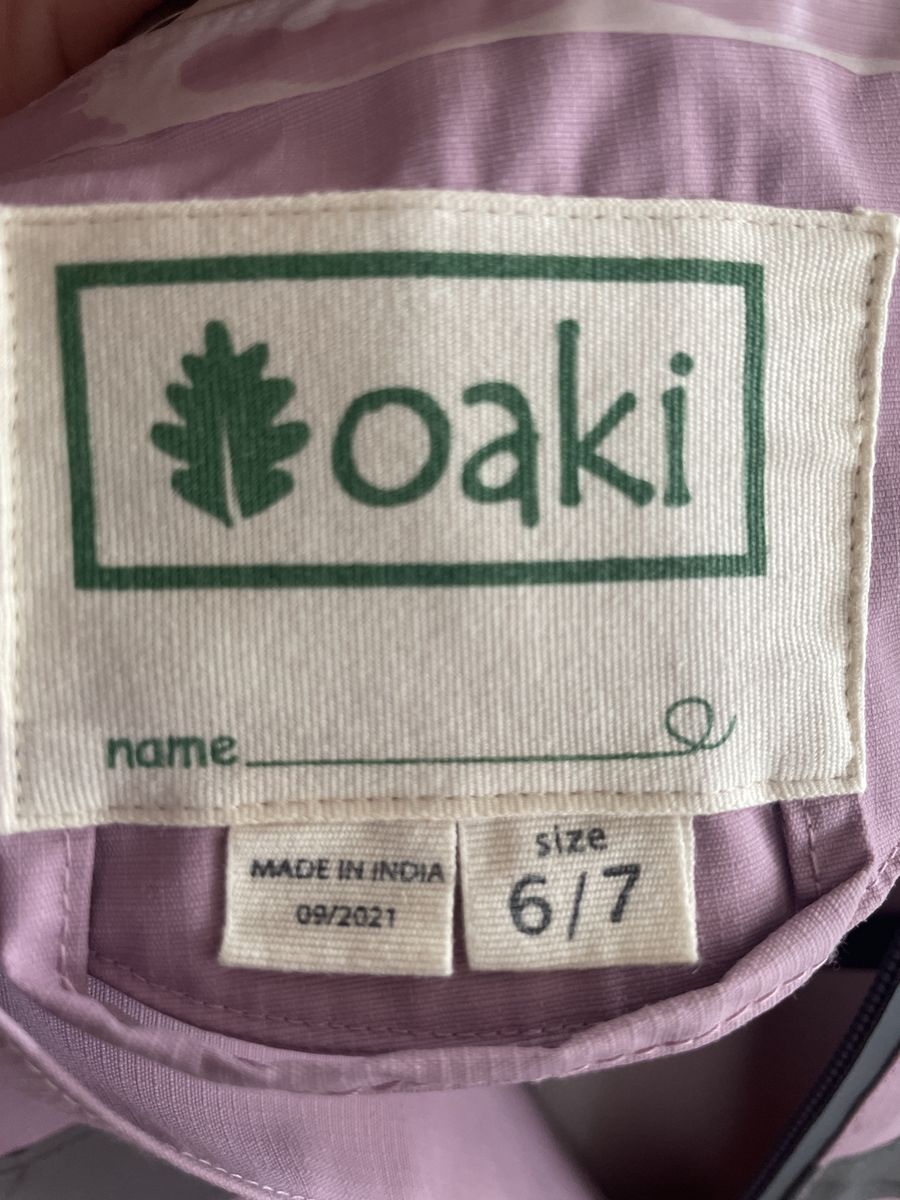 oaki
name
MADE IN INDIA
09/2021
size
6/7